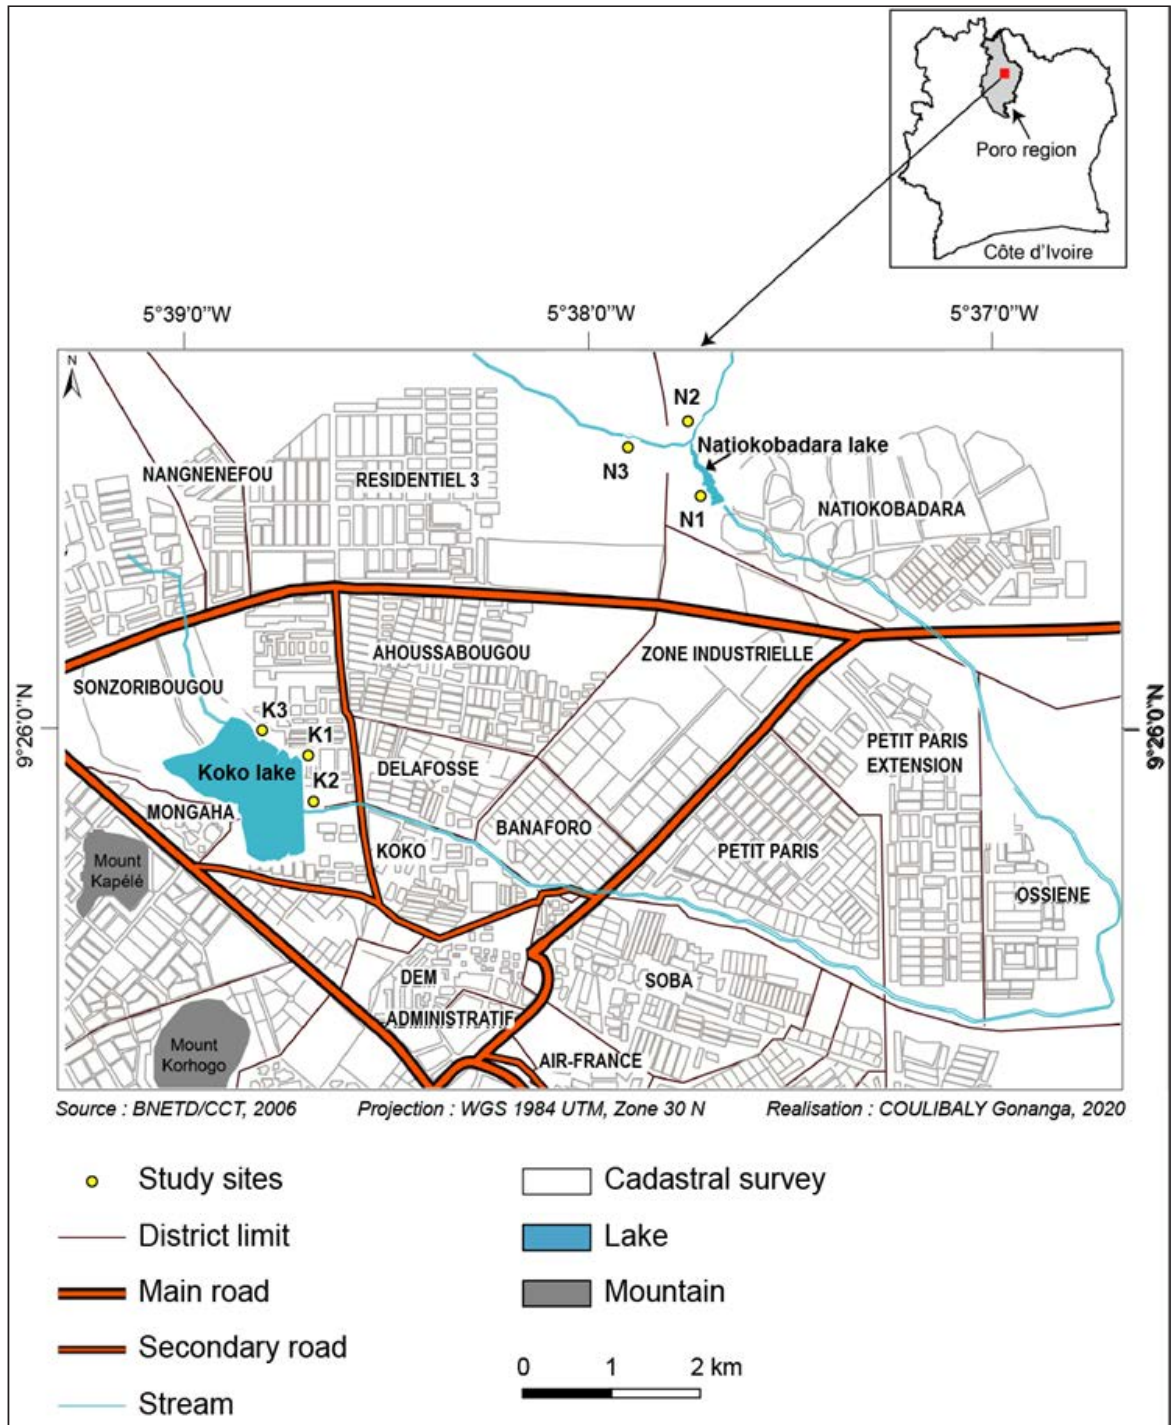 Poro region
Côte d'Ivoire
5°39'0"W
5°38'0"W
5°37'0"W
N
N2
Natiokobadara lake
N3
N1
NANGNENEFOU
RESIDENTIEL 3
NATIOKOBADARA
AHOUSSABOUGOU
ZONE INDUSTRIELLE
SONZORIBOUGOU
9°26'0"N
9°26'0"N
K3
K1
Koko lake
K2
DELAFOSSE
PETIT PARIS
EXTENSION
MONGAHA
BANAFORO
KOKO
PETIT PARIS
Mount
Kapélé
OSSIENE
DEM
SOBA
ADMINISTRATIF
Mount
Korhogo
AIR-FRANCE
Source : BNETD/CCT, 2006
Projection : WGS 1984 UTM, Zone 30 N
Realisation : COULIBALY Gonanga, 2020
Study sites
District limit
Main road
Secondary road
Stream
Cadastral survey
Lake
Mountain
0 1 2 km